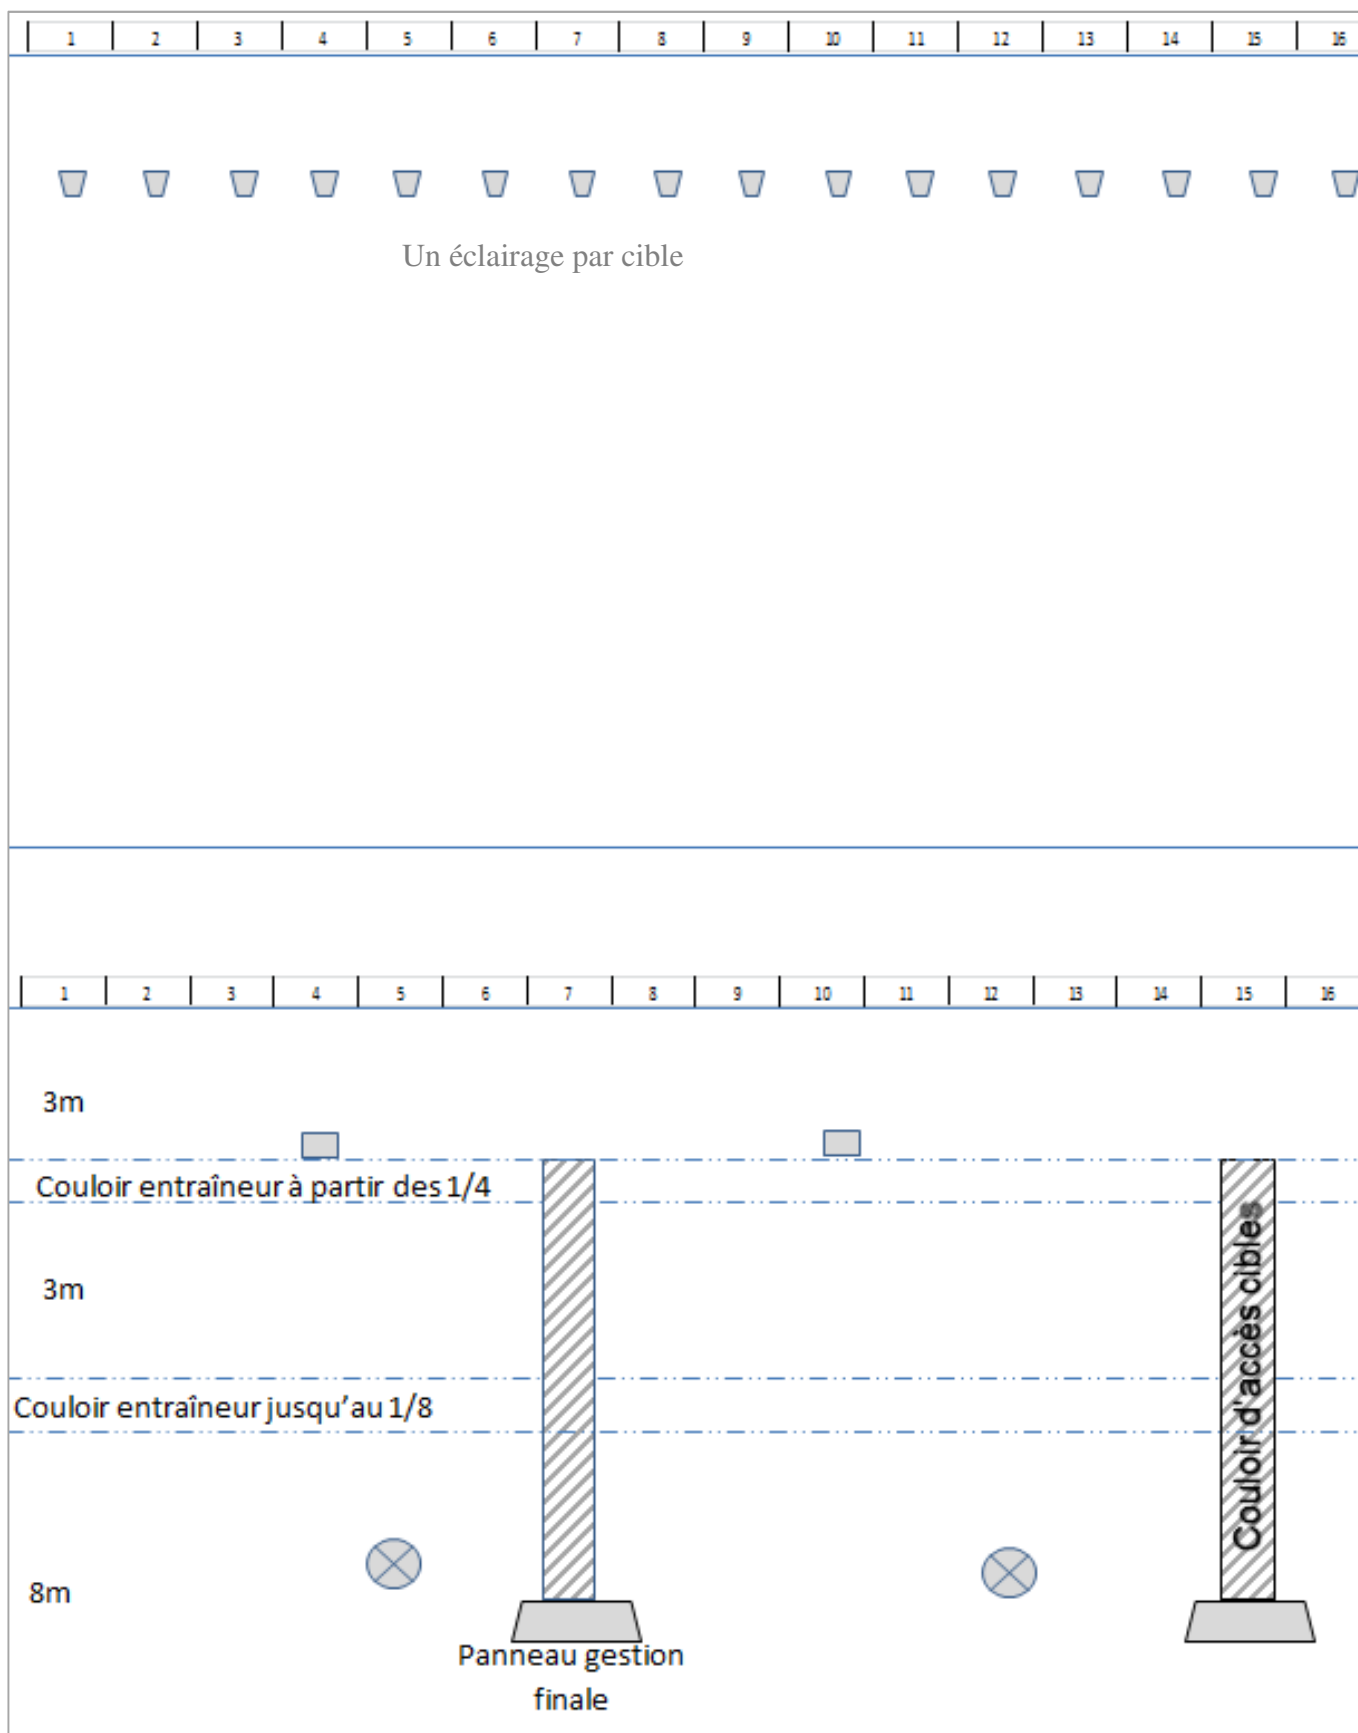 1 2 3 4 5 6 7 8 9 10 11 12 13 14 15 16
Un éclairage par cible
1 2 3 4 5 6 7 8 9 10 11 12 13 14 15 16
3m
Couloir entraîneur à partir des 1/4
3m
Couloir d'accès cibles
Couloir entraîneur jusqu'au 1/8
8m
Panneau gestion
finale